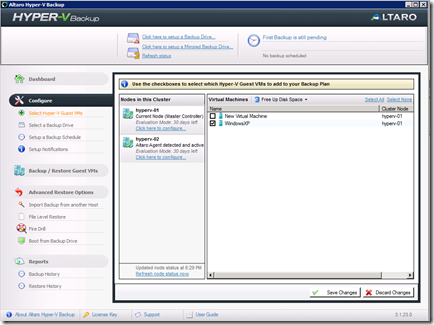 Altaro Hyper-V Backup
HYPER-V Backup
ALTARO
Click here to setup a Backup Drive...
Click here to setup a Mirrored Backup Drive...
Refresh status
First Backup is still pending
No backup scheduled
Dashboard
Configure
Select Hyper-V Guest VMs
Select a Backup Drive
Setup a Backup Schedule
Setup Notifications
Backup / Restore Guest VMs
Advanced Restore Options
Import Backup from another Host
File Level Restore
Fire Drill
Boot from Backup Drive
Reports
Backup History
Restore History
Use the checkboxes to select which Hyper-V Guest VMs to add to your Backup Plan
Nodes in this Cluster
hyperv-01
Current Node (Master Controller)
Evaluation Mode: 30 days left
Click here to configure...
hyperv-02
Altaro Agent detected and active
Evaluation Mode: 30 days left
Click here to configure...
Updated node status at 6:29 PM
Refresh node status now
Virtual Machines
Free Up Disk Space
Select All
Select None
Name
Cluster Node
New Virtual Machine
hyperv-01
WindowsXP
hyperv-01
Save Changes
Discard Changes
About Altaro Hyper-V Backup
License Key
Support
User Guide
3.1.23.0